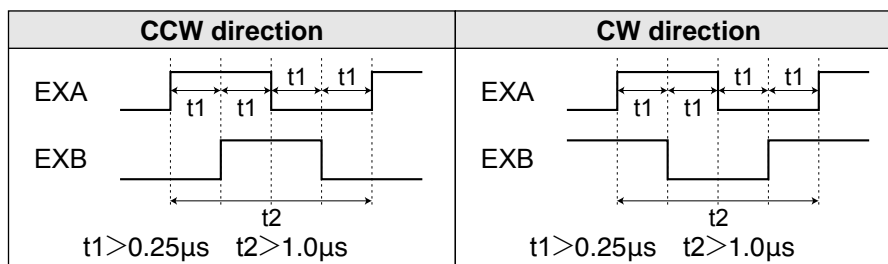 CCW direction
CW direction
EXA
t1 t1
t1 t1
EXB
t2
t1＞0.25μs t2＞1.0μs
EXA
t1 t1
t1 t1
EXB
t2
t1＞0.25μs t2＞1.0μs